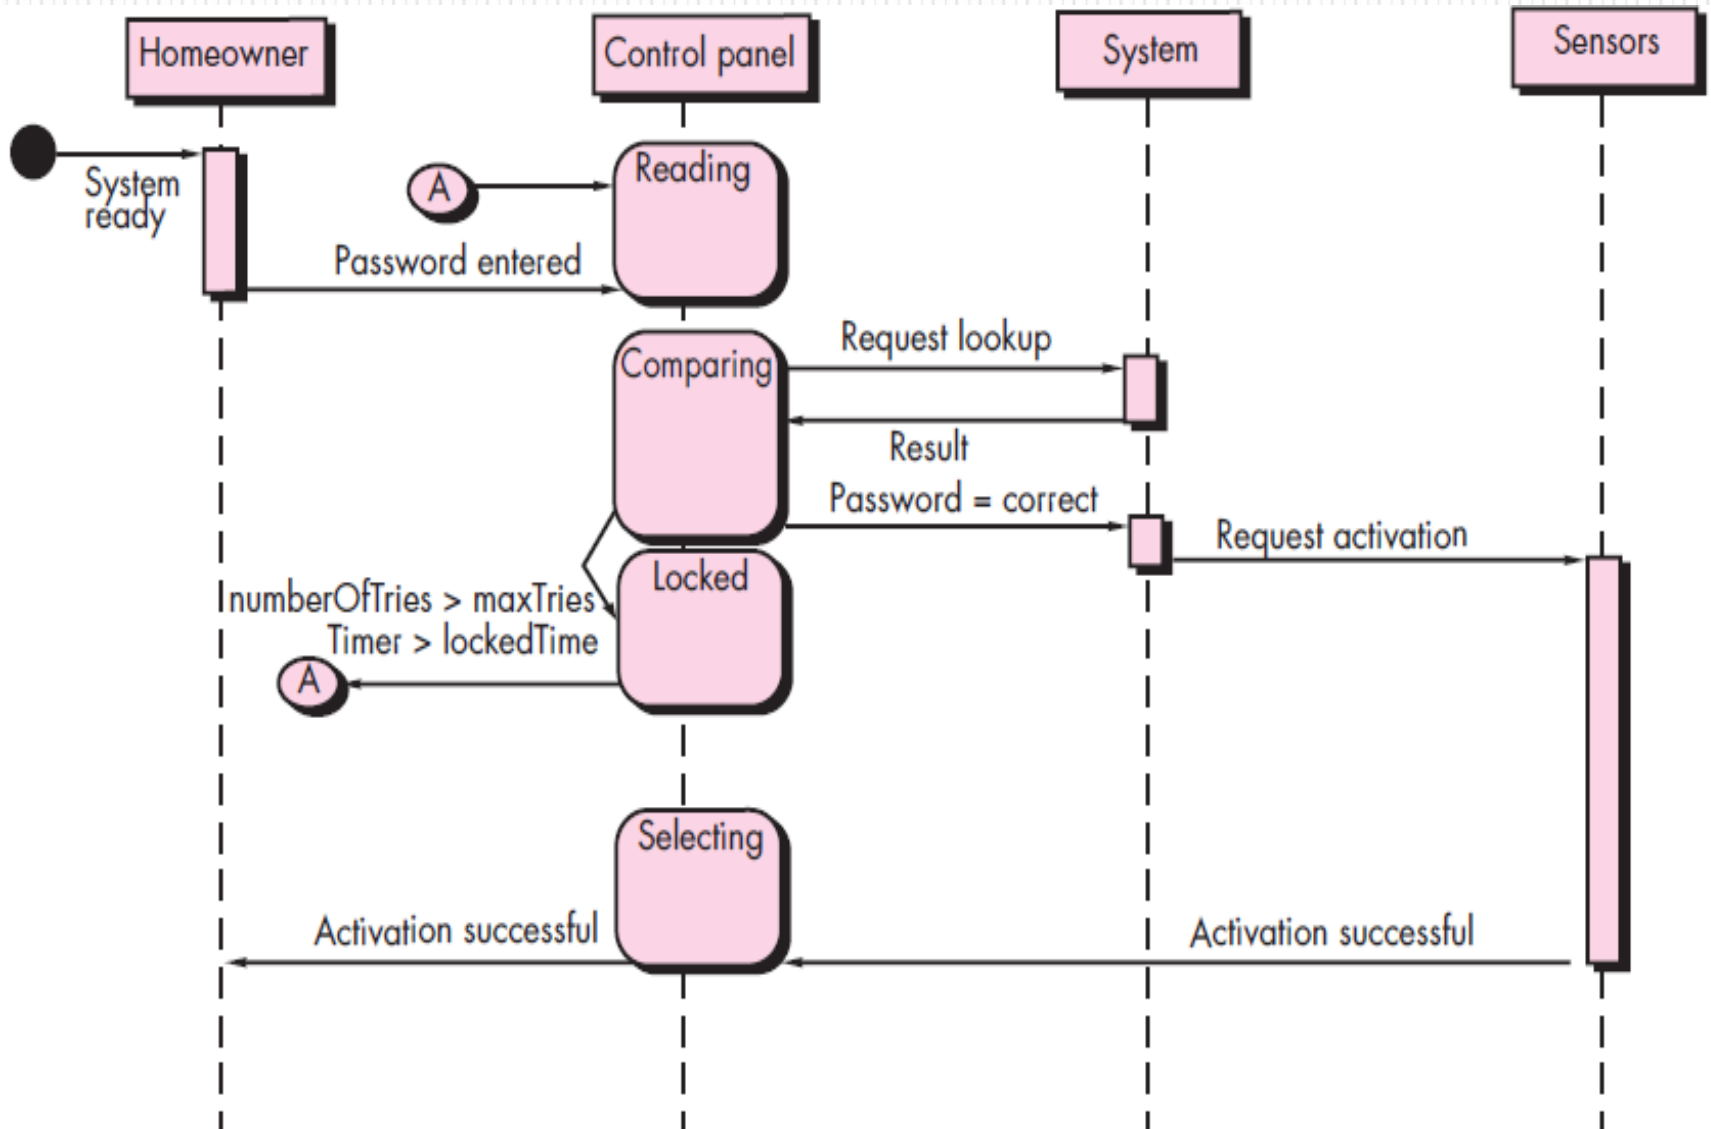 Homeowner
Control panel
System
Sensors
System
ready
A
Reading
Password entered
Request lookup
Comparing
Result
Password = correct
Request activation
Locked
numberOfTries > maxTries
Timer > lockedTime
A
Selecting
Activation successful
Activation successful